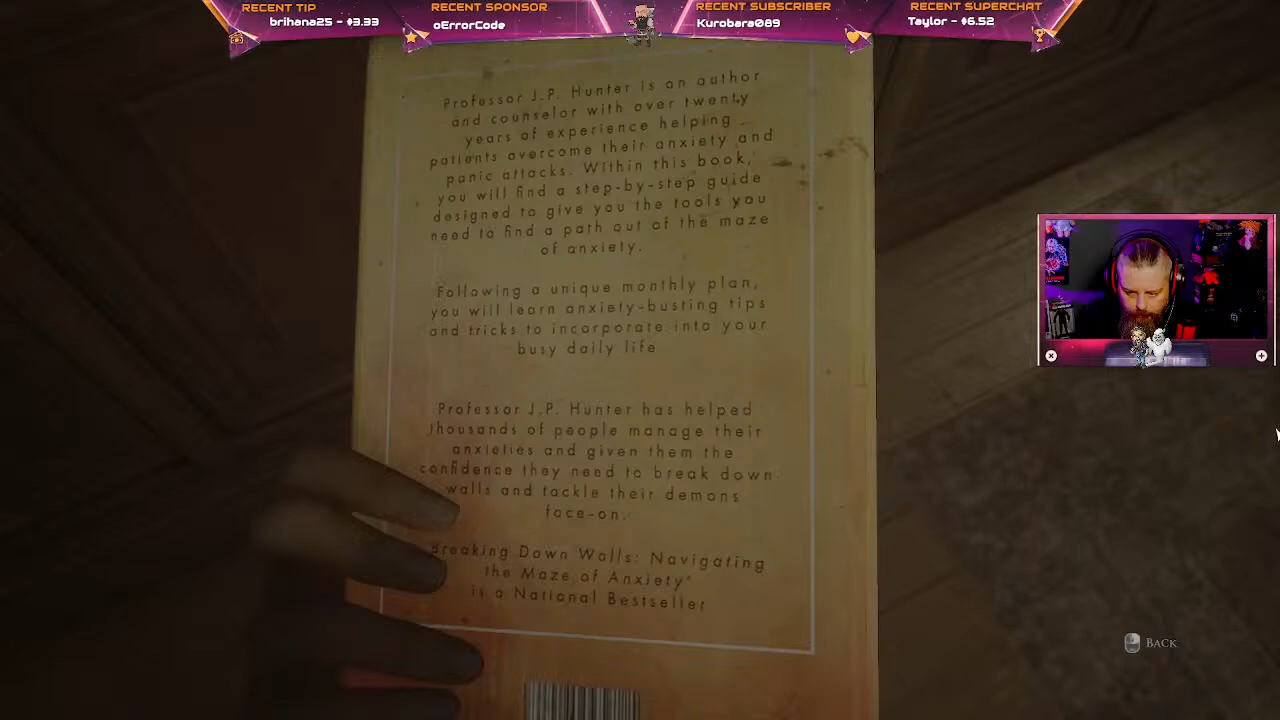 RECENT TIP
brihana25 - $3.33
RECENT SPONSOR
oErrorCode
RECENT SUBSCRIBER
Kurobara089
RECENT SUPERCHAT
Taylor - $6.52
Professor J.P. Hunter is an author
and counselor with over twenty
years of experience helping
patients overcome their anxiety and
panic attacks. Within this book,
you will find a step-by-step guide
designed to give you the tools you
need to find a path out of the maze
of anxiety.
Following a unique monthly plan,
you will learn anxiety-busting tips
and tricks to incorporate into your
busy daily life
Professor J.P. Hunter has helped
thousands of people manage their
anxieties and given them the
confidence they need to break down
walls and tackle their demons
face-on.
Breaking Down Walls: Navigating
the Maze of Anxiety"
is a National Bestseller
BACK